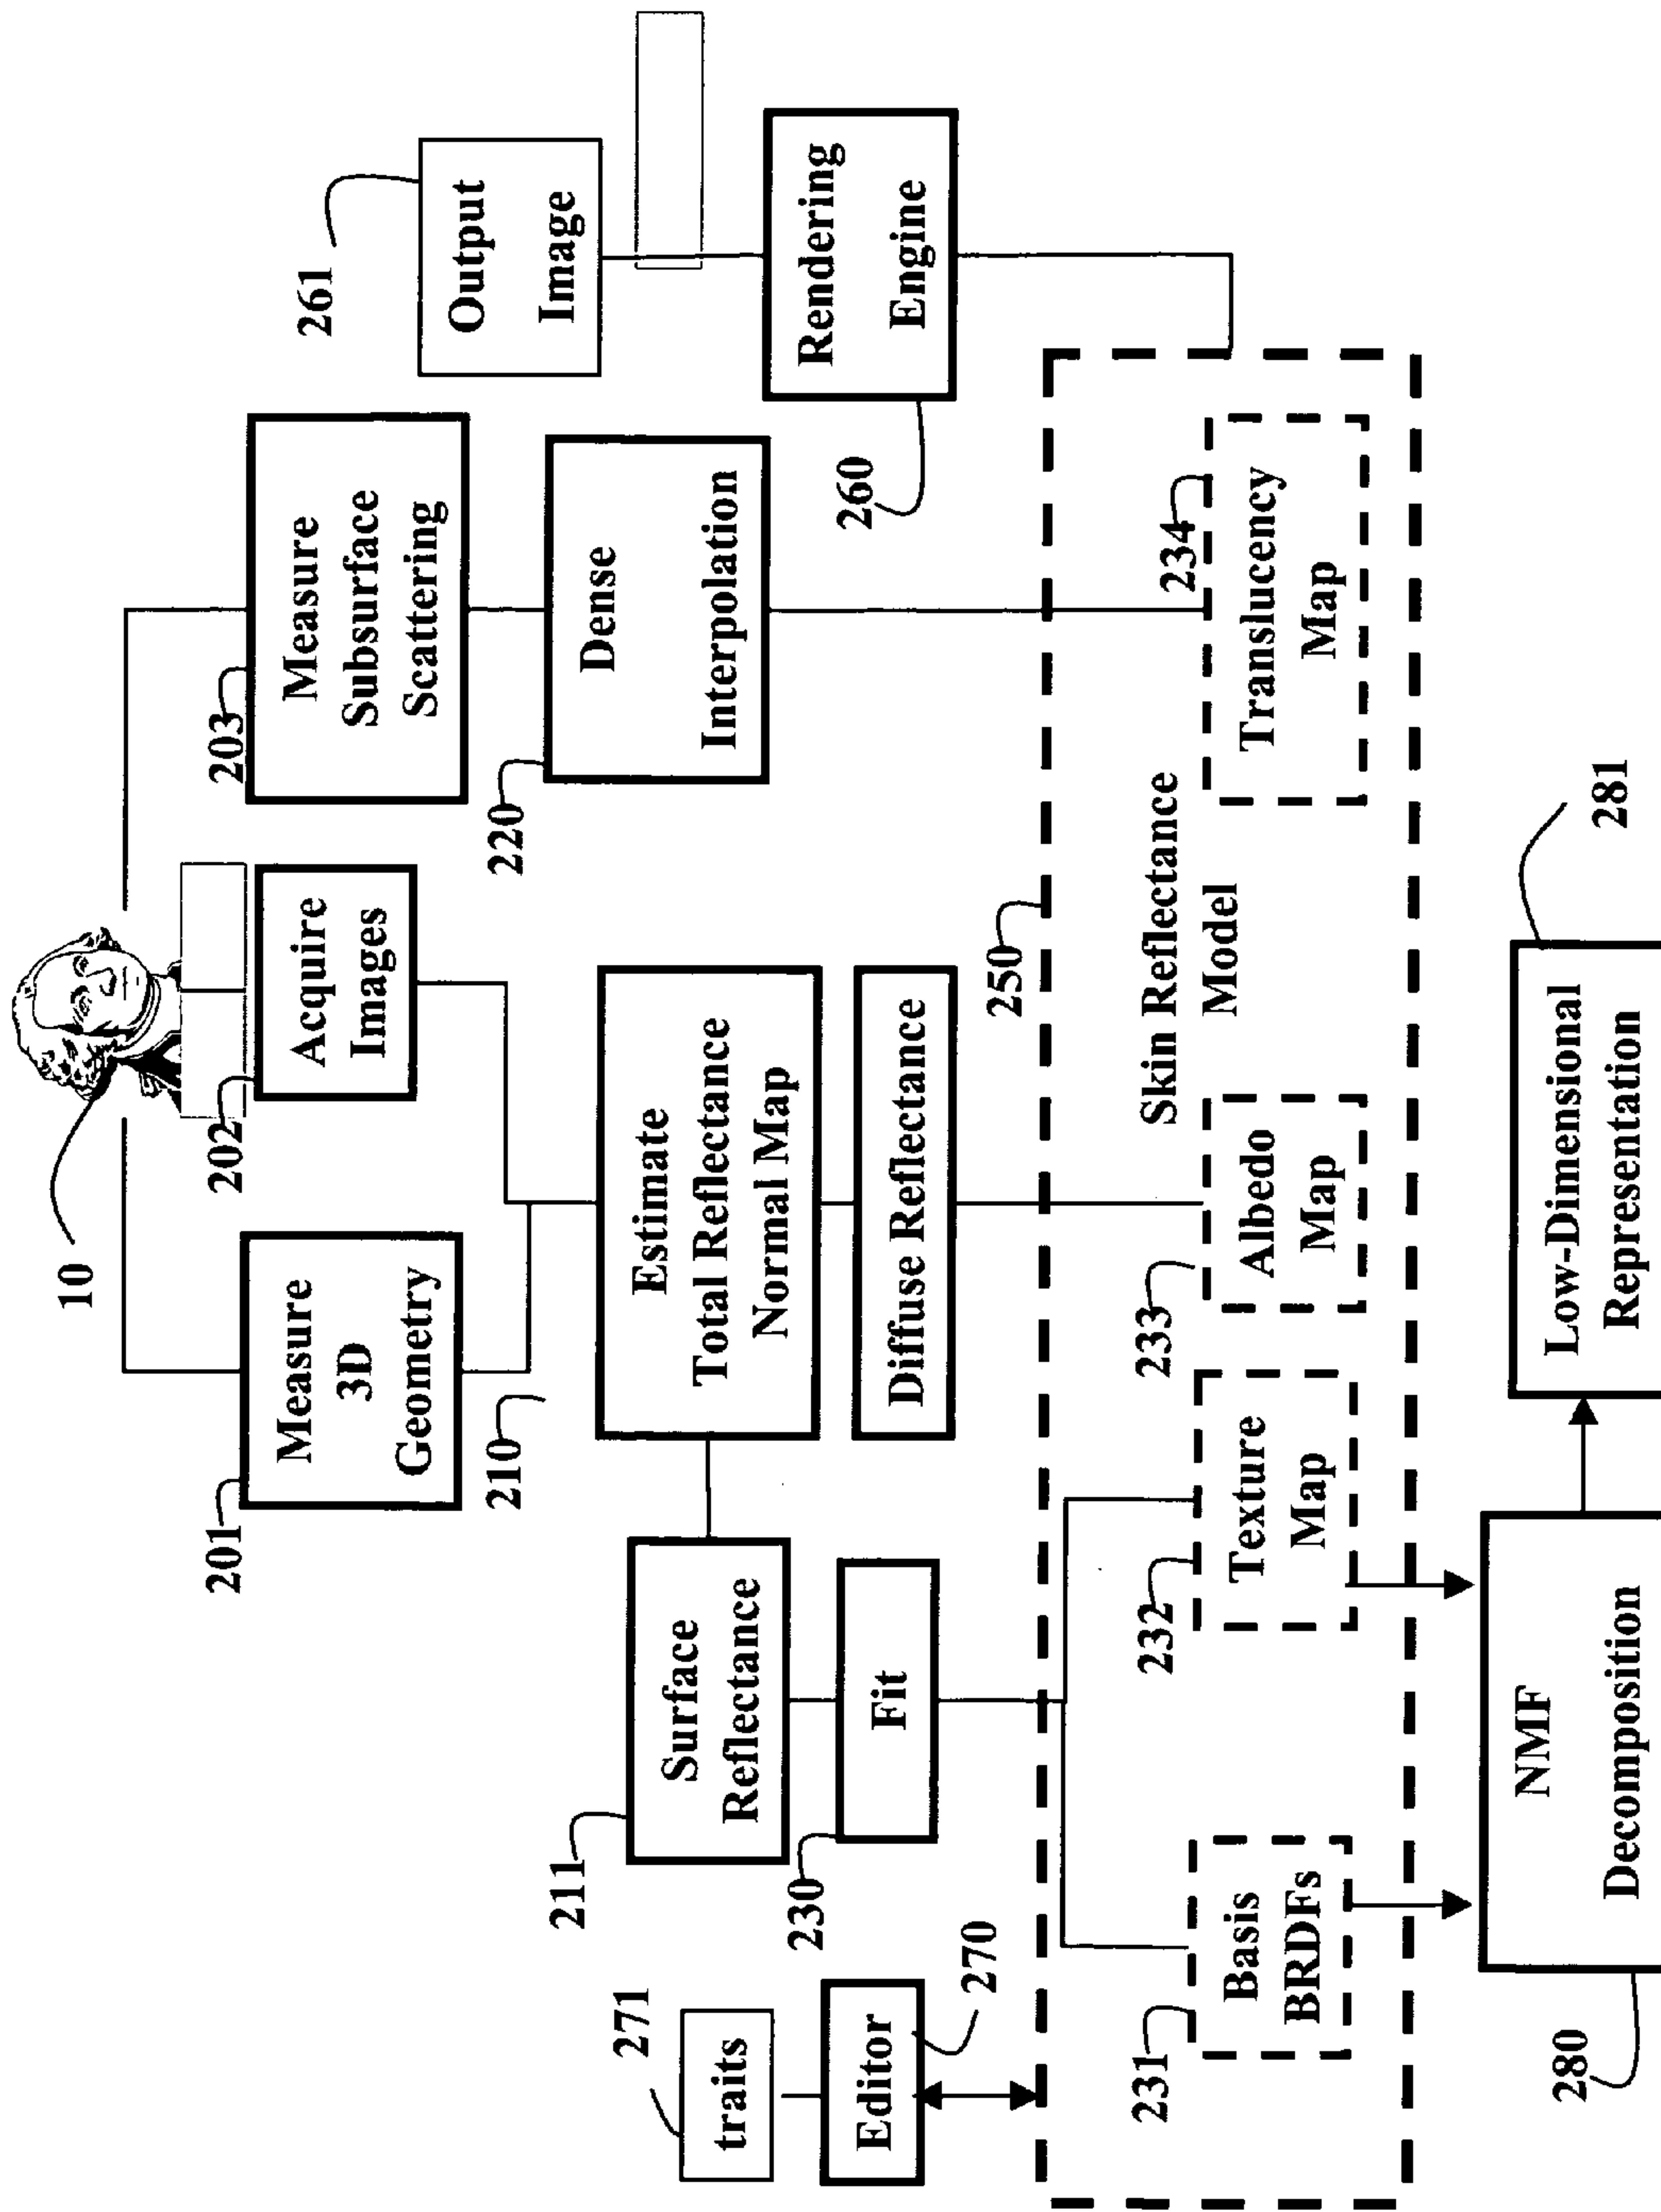 10
201
Measure
3D
Geometry
202
Acquire
Images
203
Measure
Subsurface
Scattering
261
Output
Image
210
Estimate
Total Reflectance
Normal Map
220
Dense
Interpolation
211
Surface
Reflectance
Diffuse Reflectance
230
Fit
260
Rendering
Engine
271
traits
Editor
270
250
Skin Reflectance
Model
231
Basis
BRDFs
232
Texture
Map
233
Albedo
Map
234
Translucency
Map
280
NMF
Decomposition
281
Low-Dimensional
Representation